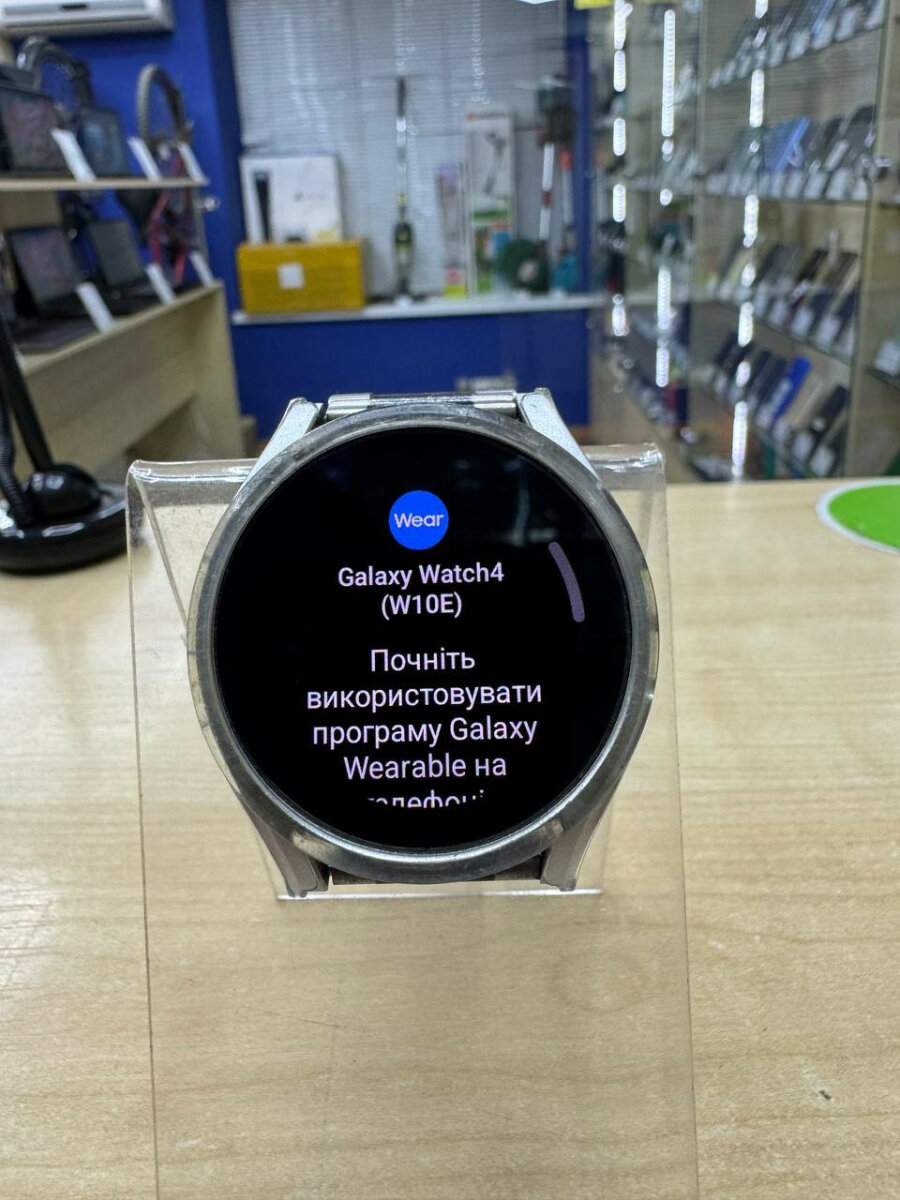 Wear
Galaxy Watch4
(W10E)
Почніть
використовувати
програму Galaxy
Wearable на